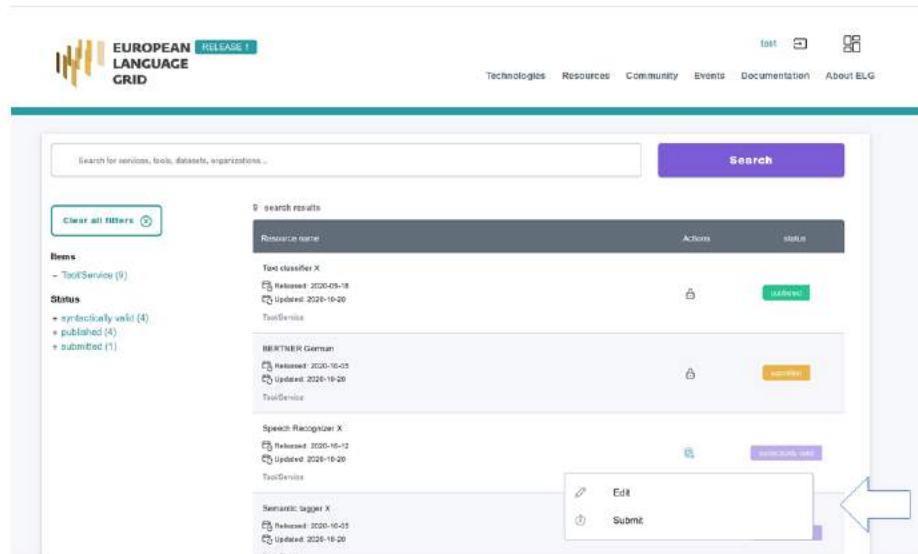 EUROPEAN
LANGUAGE
GRID
RELEASE 1
test
Technologies Resources Community Events Documentation About ELG
Search for services, tools, datasets, organizations...
Search
Clear all filters
9 search results
Resource name Actions status
Items
– Tool/Service (9)
Status
+ syntactically valid (4)
+ published (4)
+ submitted (1)
Text classifier X
Released: 2020-09-18
Updated: 2020-10-20
Tool/Service
published
BERTNER German
Released: 2020-10-05
Updated: 2020-10-20
Tool/Service
submitted
Speech Recognizer X
Released: 2020-10-12
Updated: 2020-10-20
Tool/Service
syntactically valid
Edit
Submit
Semantic tagger X
Released: 2020-10-05
Updated: 2020-10-20